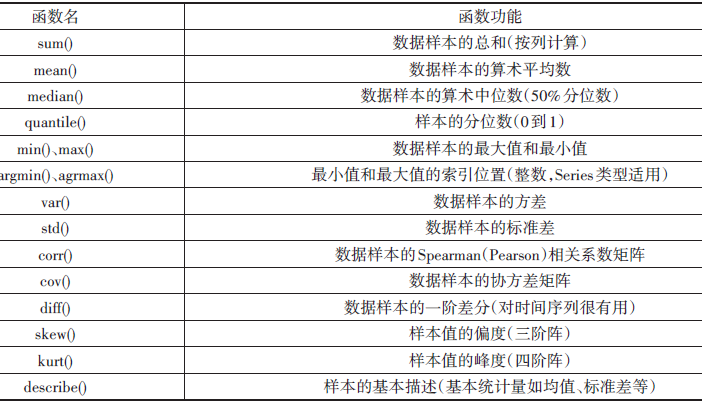 函数名 函数功能
sum() 数据样本的总和(按列计算)
mean() 数据样本的算术平均数
median() 数据样本的算术中位数(50%分位数)
quantile() 样本的分位数(0到1)
min()、max() 数据样本的最大值和最小值
argmin()、agrmax() 最小值和最大值的索引位置(整数,Series类型适用)
var() 数据样本的方差
std() 数据样本的标准差
corr() 数据样本的Spearman(Pearson)相关系数矩阵
cov() 数据样本的协方差矩阵
diff() 数据样本的一阶差分(对时间序列很有用)
skew() 样本值的偏度(三阶阵)
kurt() 样本值的峰度(四阶阵)
describe() 样本的基本描述(基本统计量如均值、标准差等)